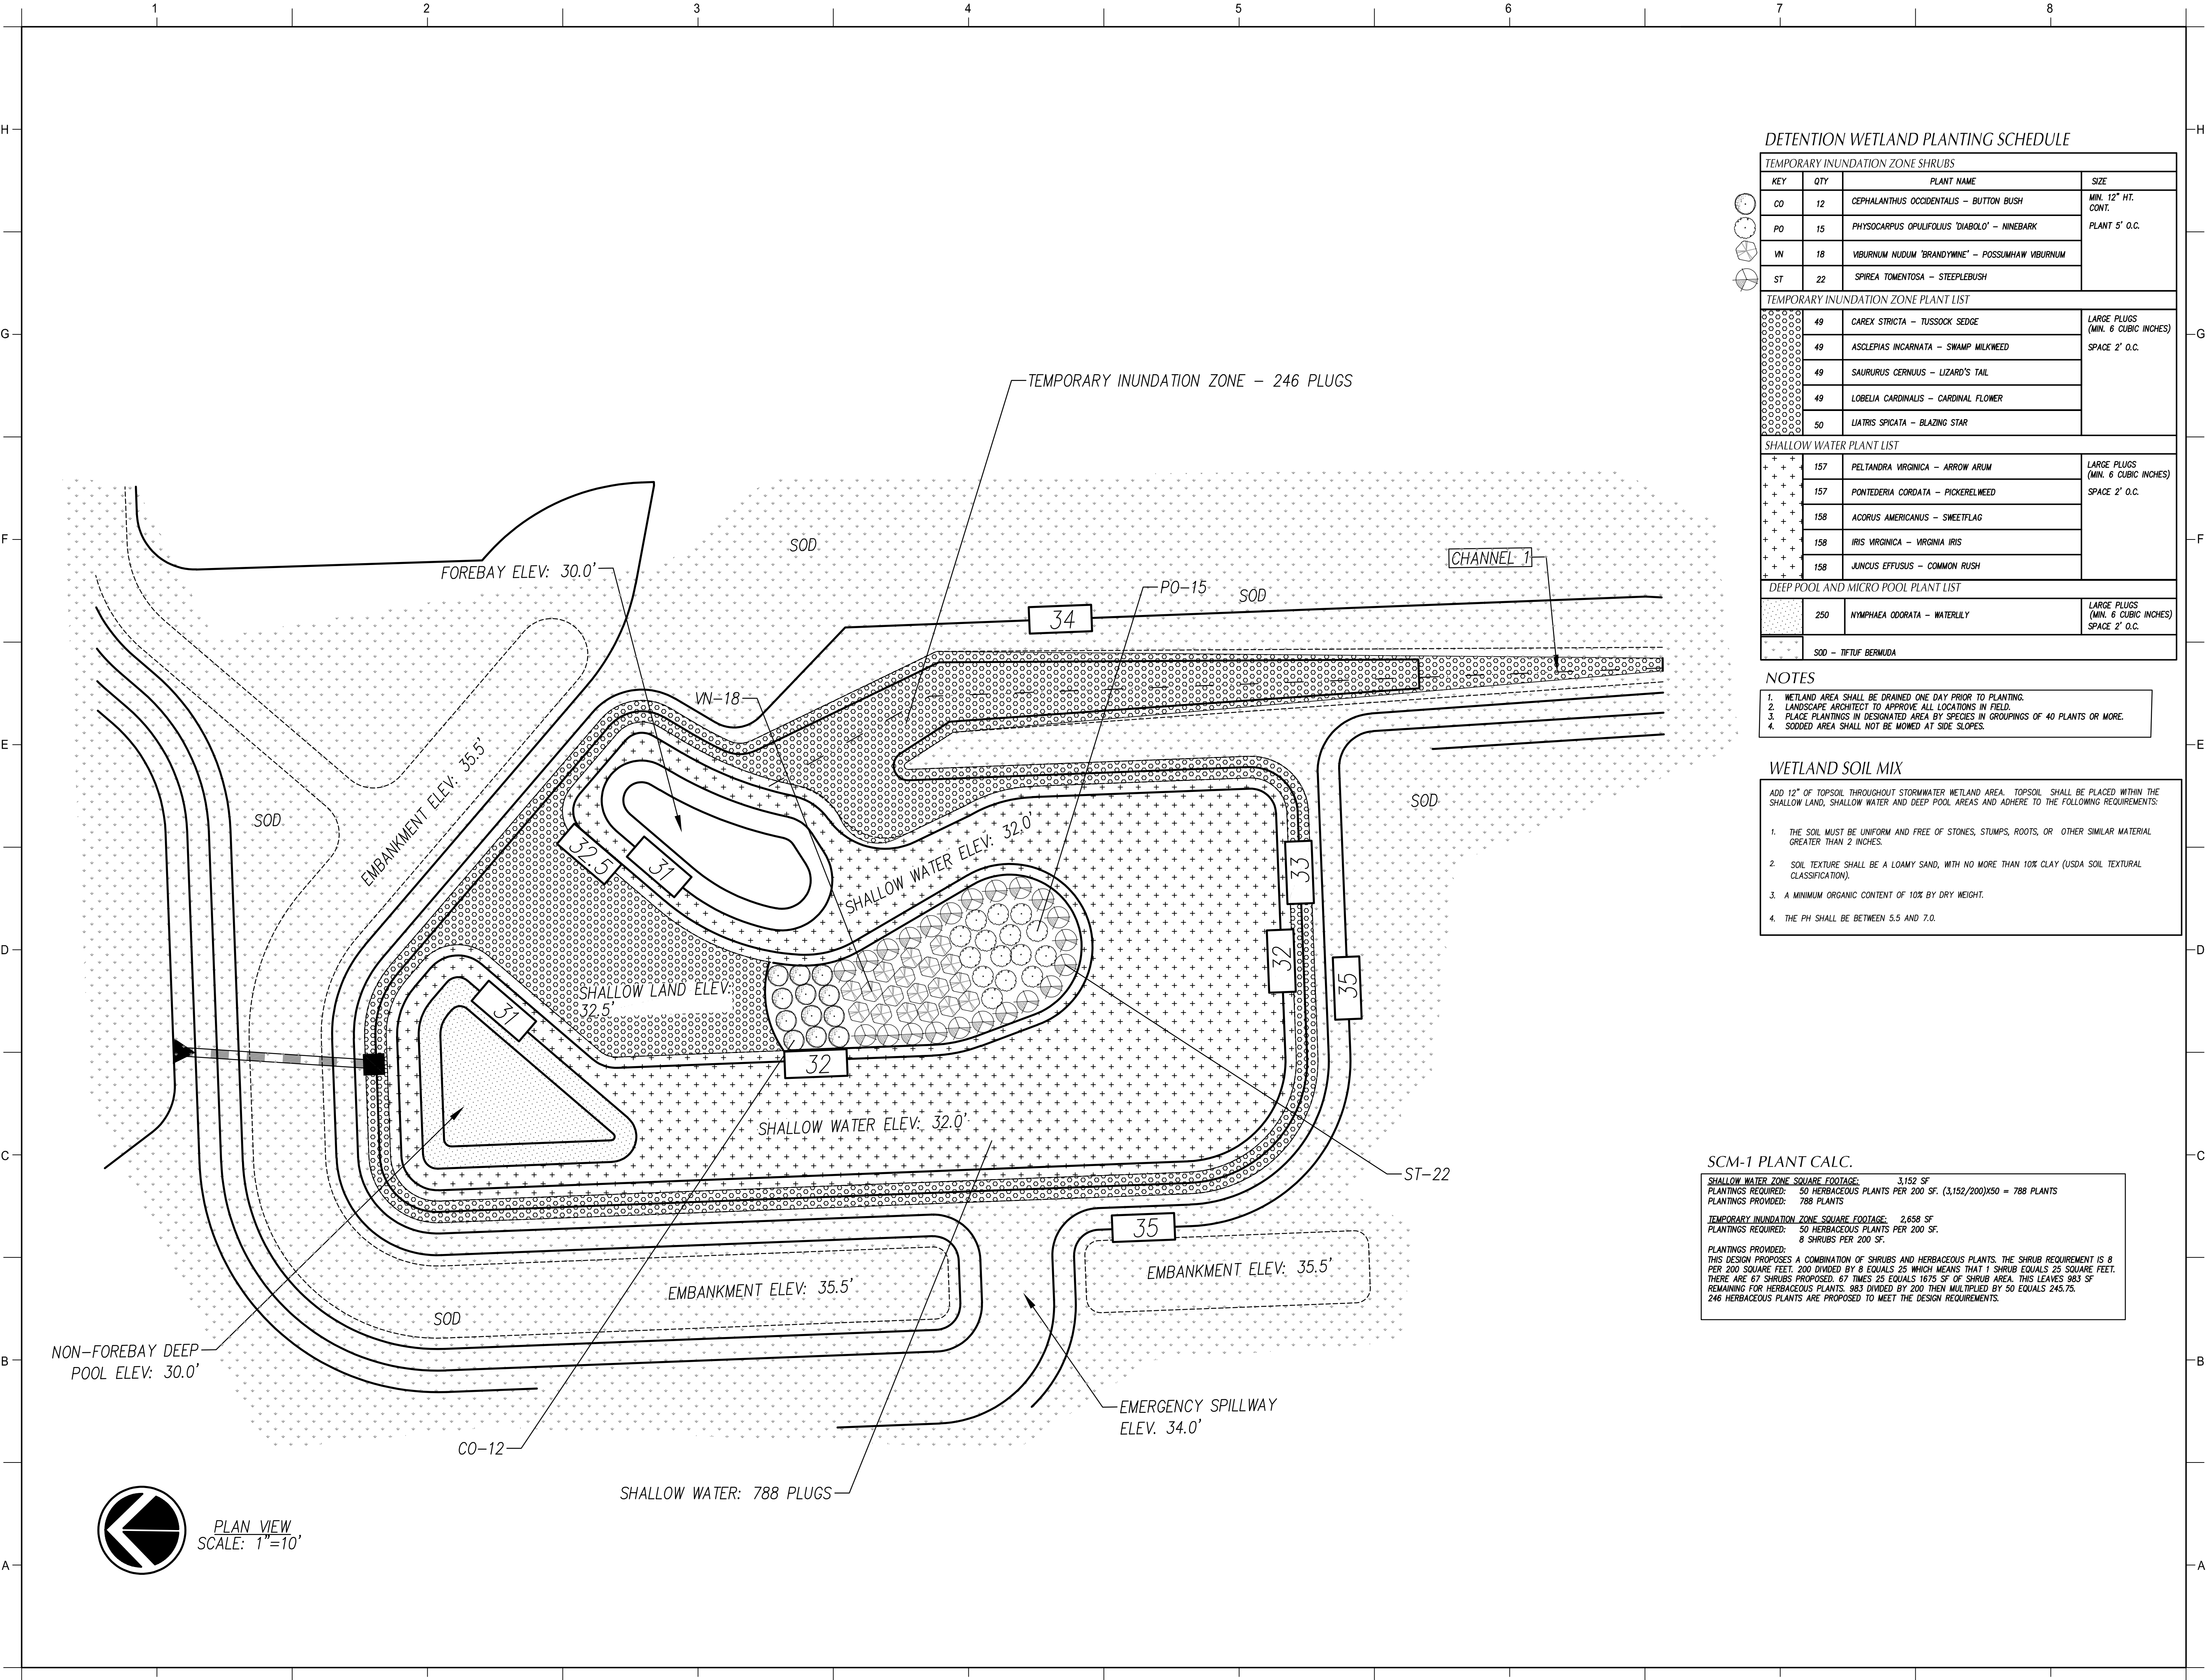 1 2 3 4 5 6 7 8
H H
G G
F F
E E
D D
C C
B B
A A
TEMPORARY INUNDATION ZONE – 246 PLUGS
SOD
FOREBAY ELEV: 30.0'
CHANNEL 1
PO-15
SOD
34
VN-18
EMBANKMENT ELEV: 35.5'
SOD
SOD
SHALLOW WATER ELEV: 32.0'
32.5
31
33
32
35
SHALLOW LAND ELEV:
32.5'
31
32
SHALLOW WATER ELEV: 32.0'
ST-22
35
EMBANKMENT ELEV: 35.5'
EMBANKMENT ELEV: 35.5'
SOD
NON-FOREBAY DEEP
POOL ELEV: 30.0'
EMERGENCY SPILLWAY
ELEV. 34.0'
CO-12
SHALLOW WATER: 788 PLUGS
PLAN VIEW
SCALE: 1"=10'
DETENTION WETLAND PLANTING SCHEDULE
TEMPORARY INUNDATION ZONE SHRUBS
KEY QTY PLANT NAME SIZE
CO 12 CEPHALANTHUS OCCIDENTALIS – BUTTON BUSH MIN. 12" HT.
CONT.
PO 15 PHYSOCARPUS OPULIFOLIUS 'DIABOLO' – NINEBARK PLANT 5' O.C.
VN 18 VIBURNUM NUDUM 'BRANDYWINE' – POSSUMHAW VIBURNUM
ST 22 SPIREA TOMENTOSA – STEEPLEBUSH
TEMPORARY INUNDATION ZONE PLANT LIST
49 CAREX STRICTA – TUSSOCK SEDGE LARGE PLUGS
(MIN. 6 CUBIC INCHES)
49 ASCLEPIAS INCARNATA – SWAMP MILKWEED SPACE 2' O.C.
49 SAURURUS CERNUUS – LIZARD'S TAIL
49 LOBELIA CARDINALIS – CARDINAL FLOWER
50 LIATRIS SPICATA – BLAZING STAR
SHALLOW WATER PLANT LIST
157 PELTANDRA VIRGINICA – ARROW ARUM LARGE PLUGS
(MIN. 6 CUBIC INCHES)
157 PONTEDERIA CORDATA – PICKERELWEED SPACE 2' O.C.
158 ACORUS AMERICANUS – SWEETFLAG
158 IRIS VIRGINICA – VIRGINIA IRIS
158 JUNCUS EFFUSUS – COMMON RUSH
DEEP POOL AND MICRO POOL PLANT LIST
250 NYMPHAEA ODORATA – WATERLILY LARGE PLUGS
(MIN. 6 CUBIC INCHES)
SPACE 2' O.C.
SOD – TIFTUF BERMUDA
NOTES
1. WETLAND AREA SHALL BE DRAINED ONE DAY PRIOR TO PLANTING.
2. LANDSCAPE ARCHITECT TO APPROVE ALL LOCATIONS IN FIELD.
3. PLACE PLANTINGS IN DESIGNATED AREA BY SPECIES IN GROUPINGS OF 40 PLANTS OR MORE.
4. SODDED AREA SHALL NOT BE MOWED AT SIDE SLOPES.
WETLAND SOIL MIX
ADD 12" OF TOPSOIL THROUGHOUT STORMWATER WETLAND AREA. TOPSOIL SHALL BE PLACED WITHIN THE
SHALLOW LAND, SHALLOW WATER AND DEEP POOL AREAS AND ADHERE TO THE FOLLOWING REQUIREMENTS:
1. THE SOIL MUST BE UNIFORM AND FREE OF STONES, STUMPS, ROOTS, OR OTHER SIMILAR MATERIAL
GREATER THAN 2 INCHES.
2. SOIL TEXTURE SHALL BE A LOAMY SAND, WITH NO MORE THAN 10% CLAY (USDA SOIL TEXTURAL
CLASSIFICATION).
3. A MINIMUM ORGANIC CONTENT OF 10% BY DRY WEIGHT.
4. THE PH SHALL BE BETWEEN 5.5 AND 7.0.
SCM-1 PLANT CALC.
SHALLOW WATER ZONE SQUARE FOOTAGE: 3,152 SF
PLANTINGS REQUIRED: 50 HERBACEOUS PLANTS PER 200 SF. (3,152/200)X50 = 788 PLANTS
PLANTINGS PROVIDED: 788 PLANTS
TEMPORARY INUNDATION ZONE SQUARE FOOTAGE: 2,658 SF
PLANTINGS REQUIRED: 50 HERBACEOUS PLANTS PER 200 SF.
8 SHRUBS PER 200 SF.
PLANTINGS PROVIDED:
THIS DESIGN PROPOSES A COMBINATION OF SHRUBS AND HERBACEOUS PLANTS. THE SHRUB REQUIREMENT IS 8
PER 200 SQUARE FEET. 200 DIVIDED BY 8 EQUALS 25 WHICH MEANS THAT 1 SHRUB EQUALS 25 SQUARE FEET.
THERE ARE 67 SHRUBS PROPOSED. 67 TIMES 25 EQUALS 1675 SF OF SHRUB AREA. THIS LEAVES 983 SF
REMAINING FOR HERBACEOUS PLANTS. 983 DIVIDED BY 200 THEN MULTIPLIED BY 50 EQUALS 245.75.
246 HERBACEOUS PLANTS ARE PROPOSED TO MEET THE DESIGN REQUIREMENTS.